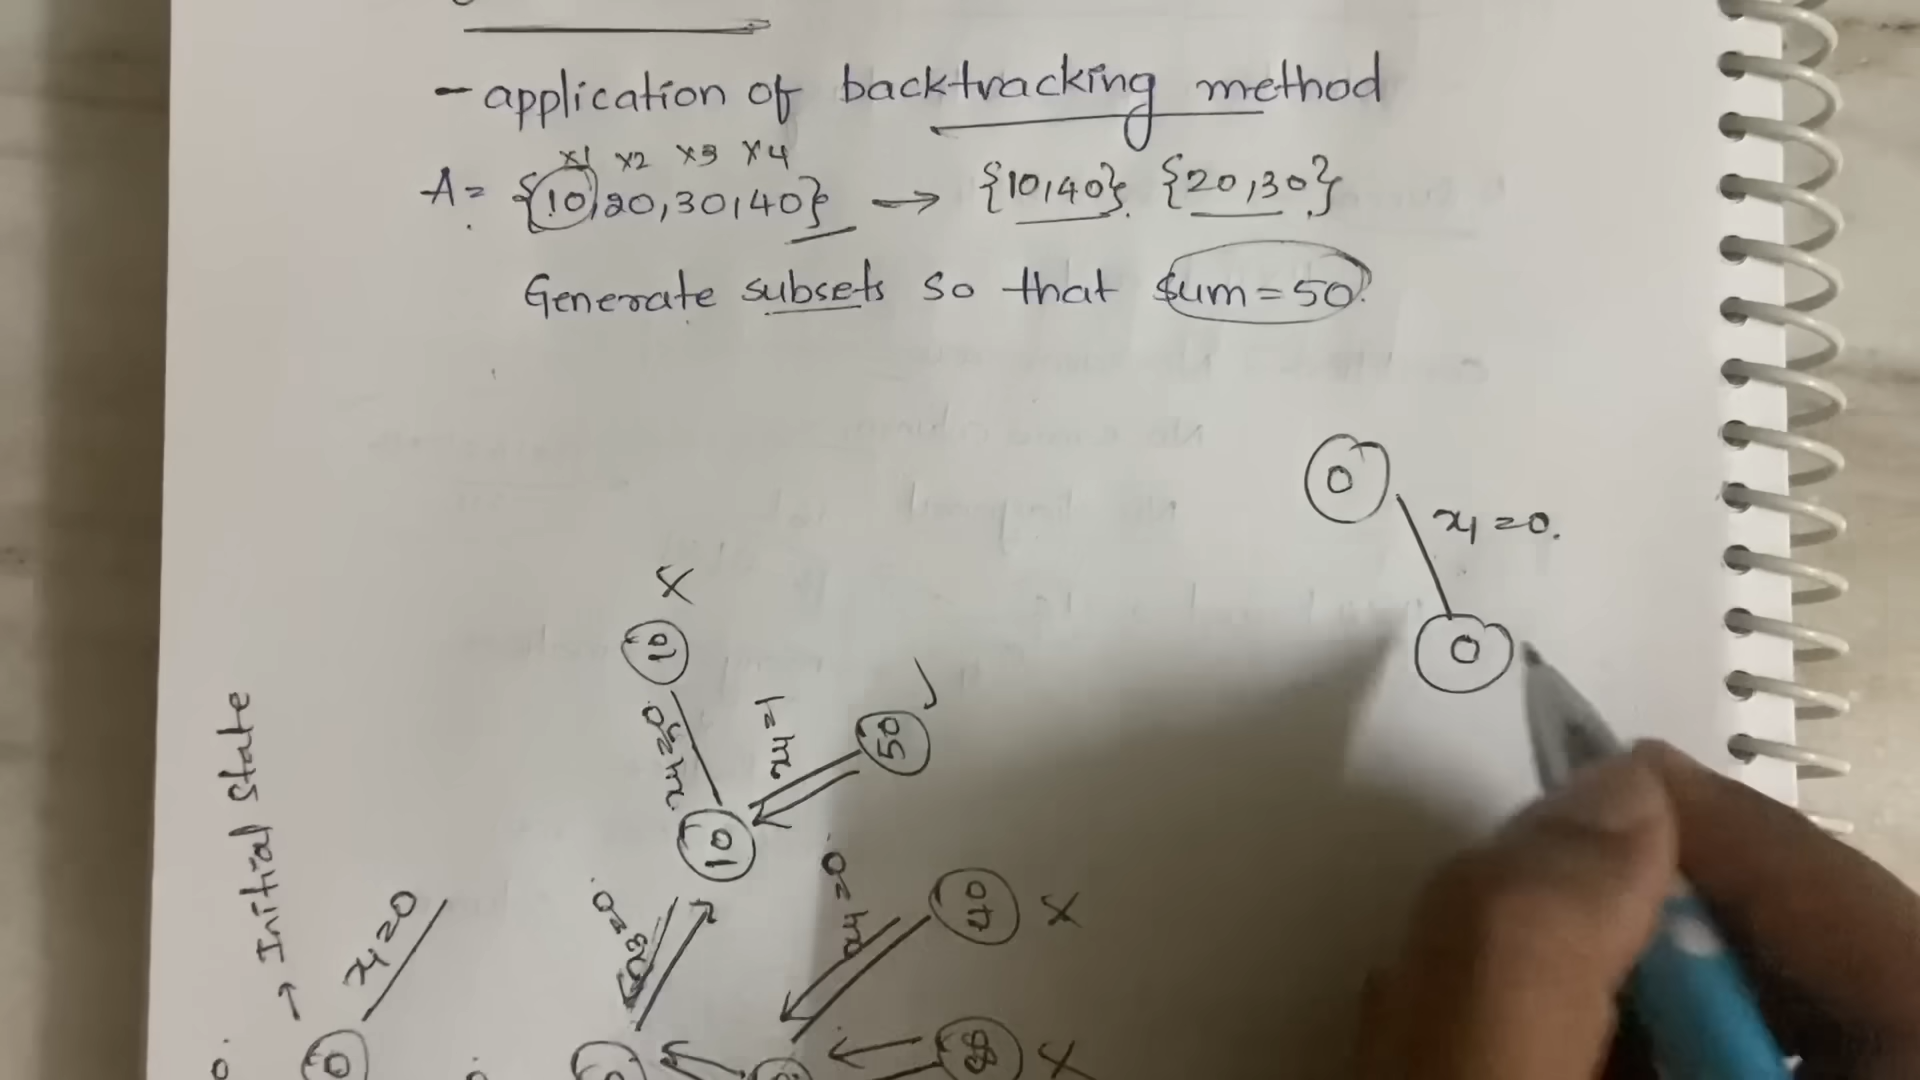 - application of backtracking method
x1 x2 x3 x4
A = {10,20,30,40} → {10,40} {20,30}
Generate subsets so that sum=50.
0
x1=0.
0
X
10
x4=0
x4=1
50
10
→ Initial state
x1=0
0
x3=0.
x4=0.
40 X
X